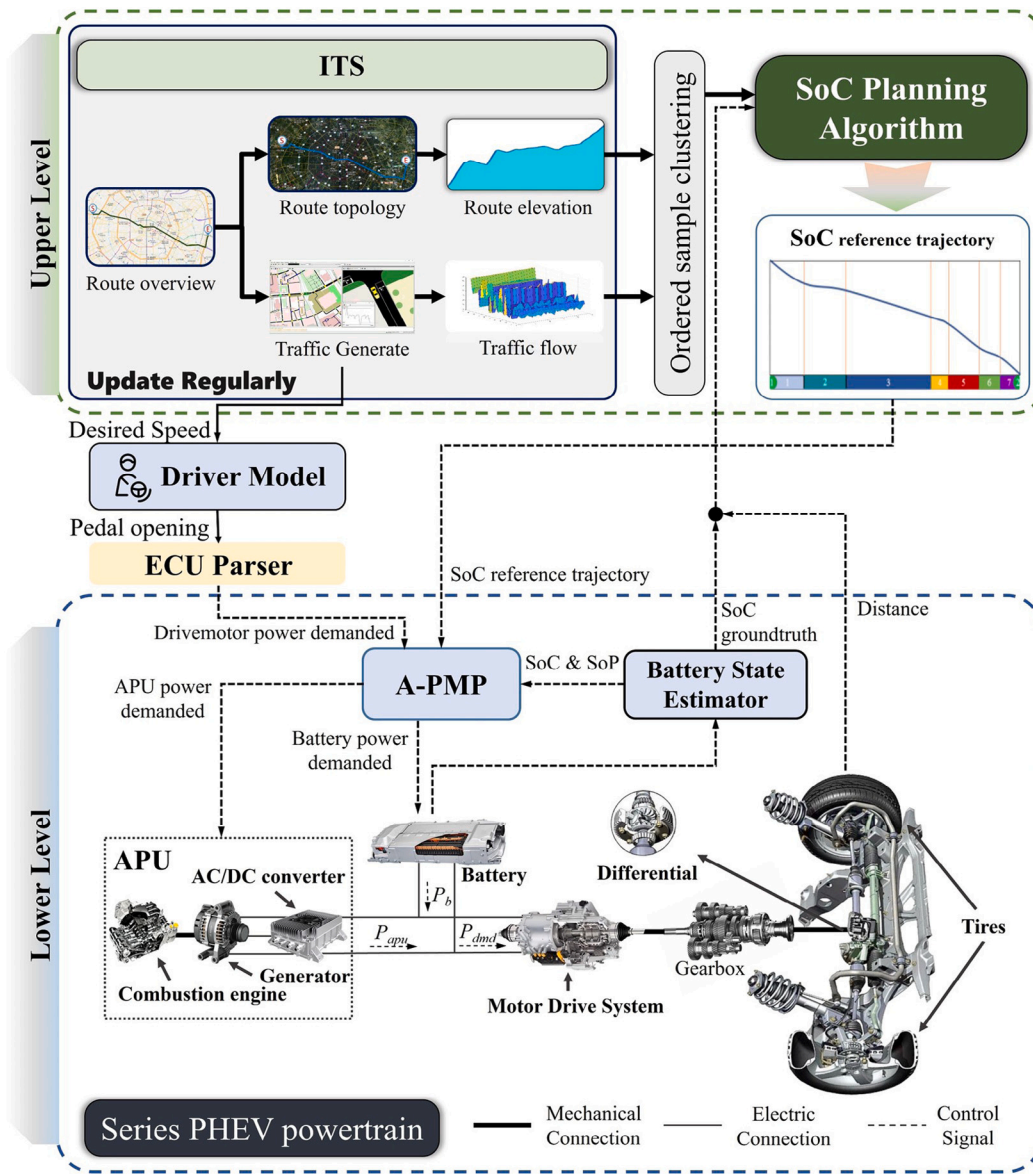 Upper Level
ITS
Route overview
Route topology
Route elevation
Traffic Generate
Traffic flow
Update Regularly
Ordered sample clustering
SoC Planning
Algorithm
SoC reference trajectory
1
2
3
4
5
6
7
Desired Speed
Driver Model
Pedal opening
ECU Parser
SoC reference trajectory
SoC
groundtruth
Distance
Lower Level
Drivemotor power demanded
A-PMP
SoC & SoP
Battery State
Estimator
APU power
demanded
Battery power
demanded
APU
AC/DC converter
Battery
Differential
P_b
P_apu
P_dmd
Tires
Generator
Combustion engine
Gearbox
Motor Drive System
Series PHEV powertrain
Mechanical
Connection
Electric
Connection
Control
Signal